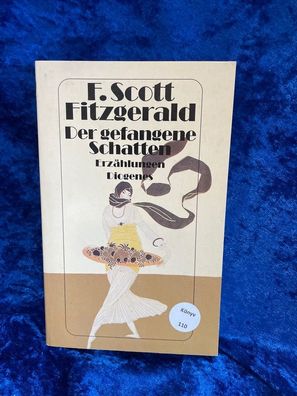 F. Scott
Fitzgerald
Der gefangene
Schatten
Erzählungen
Diogenes
Könyv
110